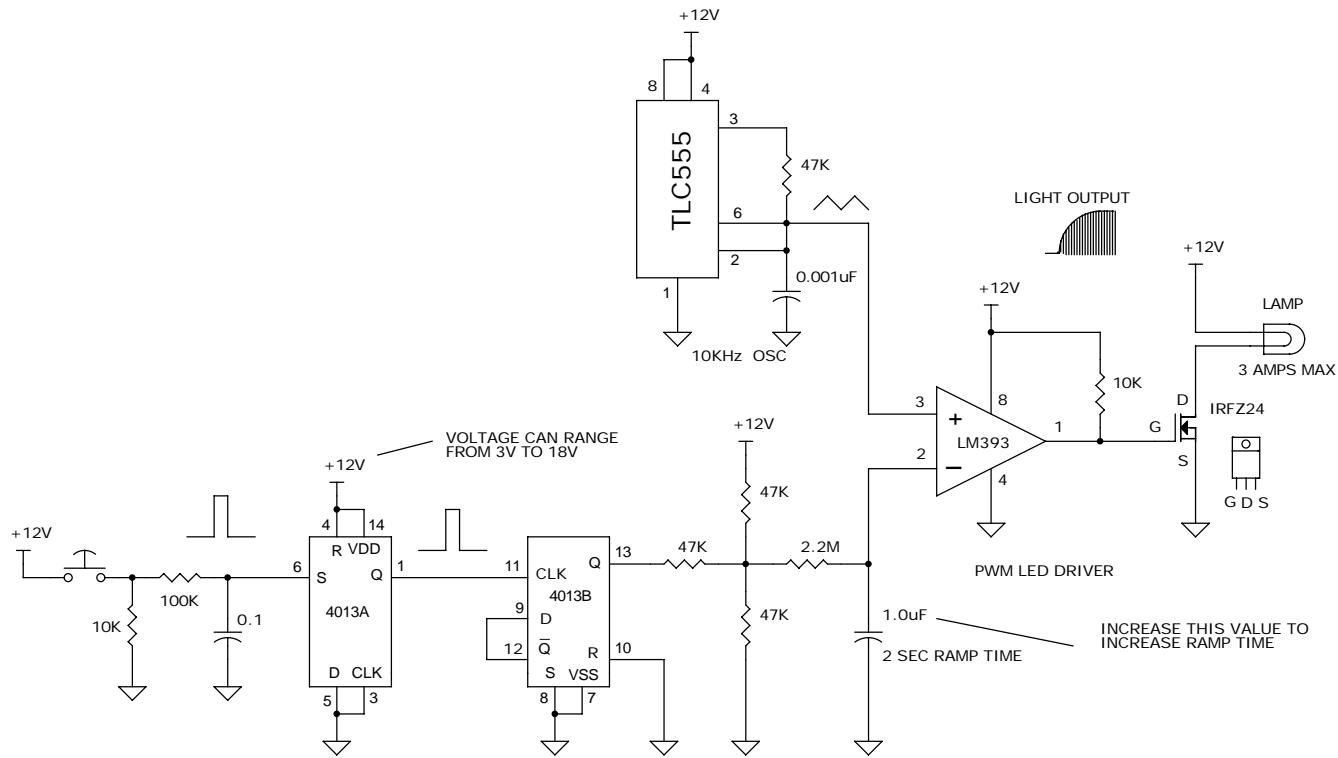 +12V
8
4
3
TLC555
47K
6
2
1
0.001uF
10KHz OSC
LIGHT OUTPUT
+12V
+12V
LAMP
3 AMPS MAX
10K
3
8
+
LM393
1
2
−
4
D
G
S
IRFZ24
G D S
PWM LED DRIVER
VOLTAGE CAN RANGE
FROM 3V TO 18V
+12V
+12V
4
14
R VDD
6
S
Q
1
4013A
D CLK
5
3
100K
10K
0.1
11
CLK
Q
13
4013B
9
D
12
Q̅
R
10
S
VSS
8
7
+12V
47K
47K
2.2M
47K
1.0uF
2 SEC RAMP TIME
INCREASE THIS VALUE TO
INCREASE RAMP TIME